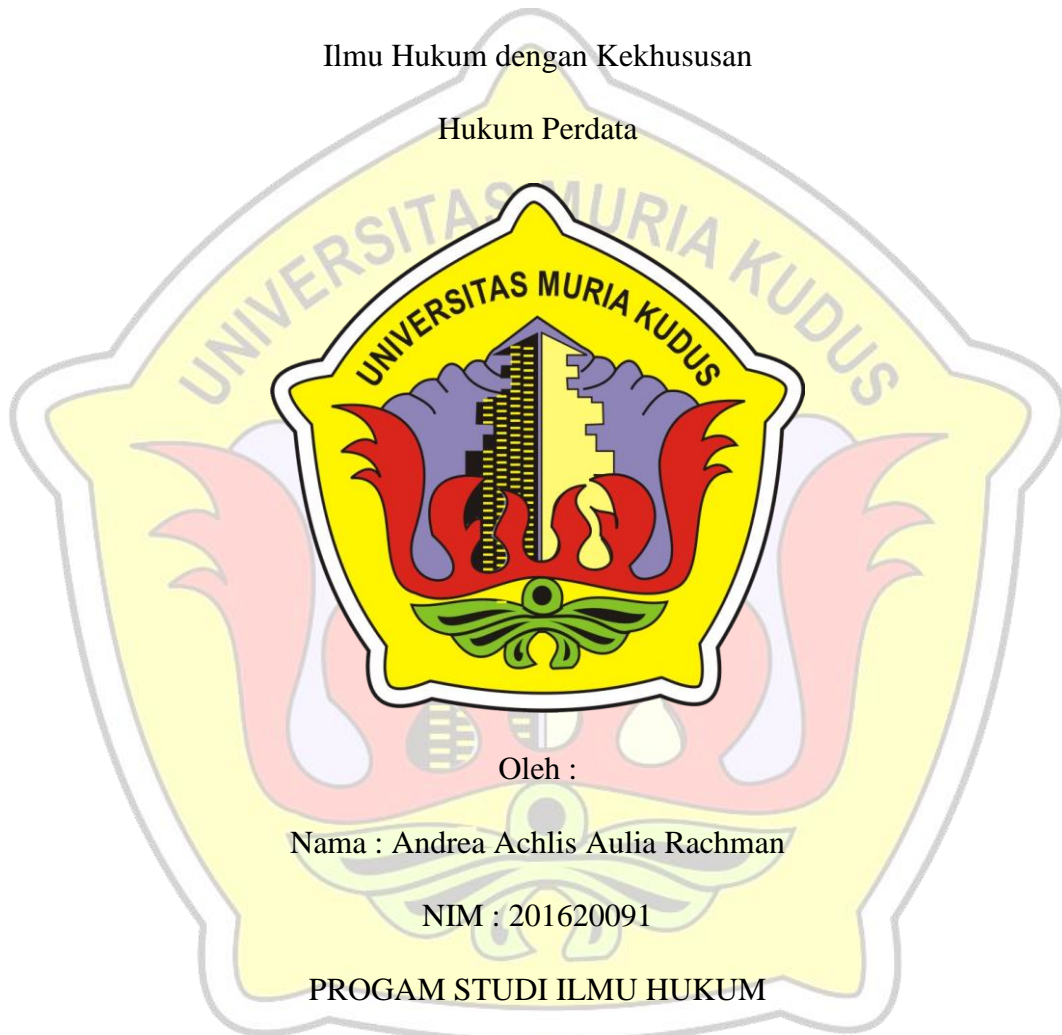 Ilmu Hukum dengan Kekhususan
Hukum Perdata
UNIVERSITAS MURIA KUDUS
UNIVERSITAS MURIA KUDUS
Oleh :
Nama : Andrea Achlis Aulia Rachman
NIM : 201620091
PROGAM STUDI ILMU HUKUM